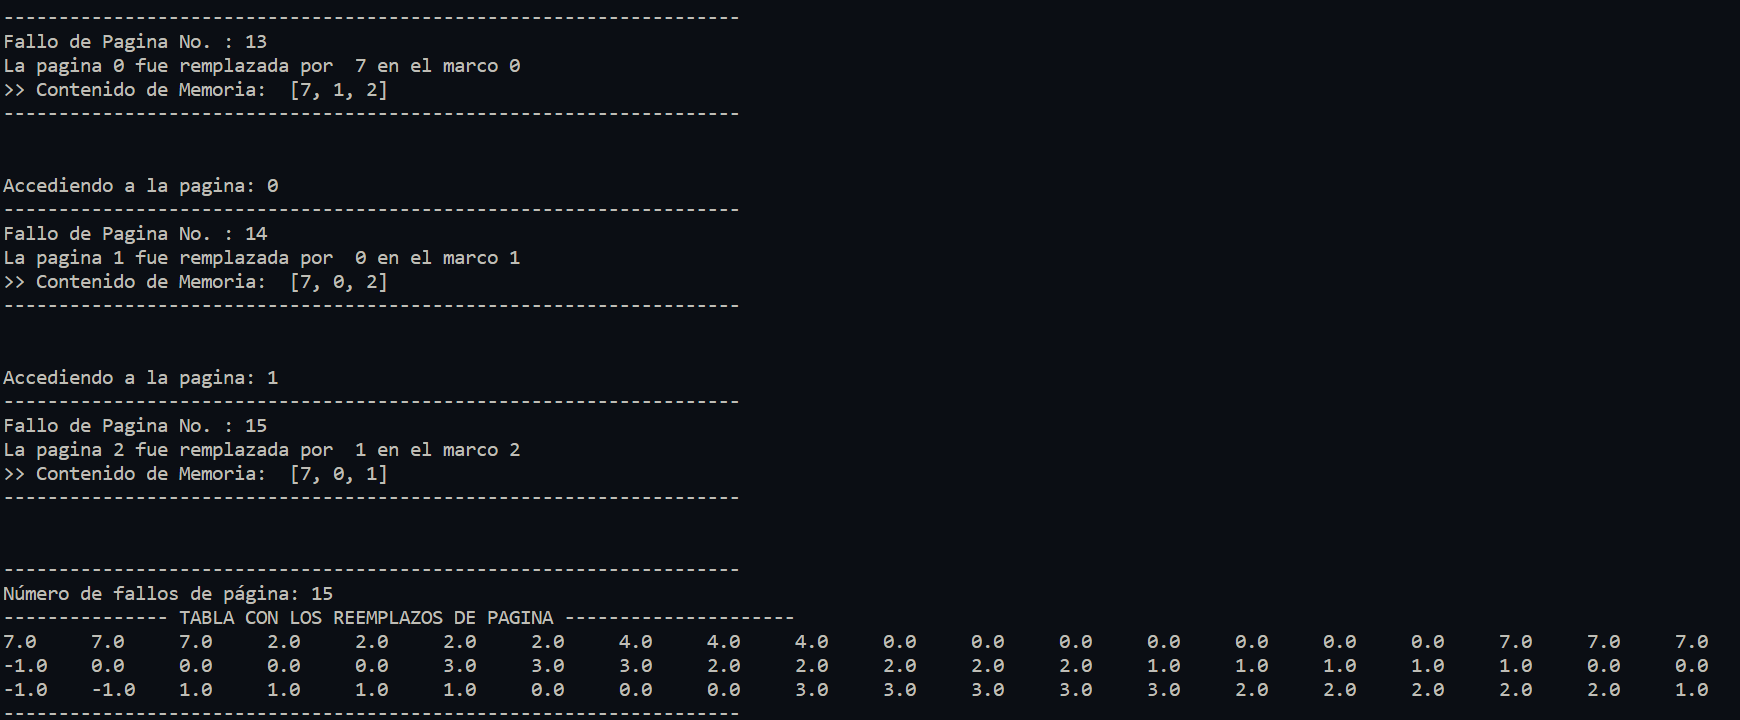 -------------------------------------------------------------------
Fallo de Pagina No. : 13
La pagina 0 fue remplazada por  7 en el marco 0
>> Contenido de Memoria:  [7, 1, 2]
-------------------------------------------------------------------
Accediendo a la pagina: 0
-------------------------------------------------------------------
Fallo de Pagina No. : 14
La pagina 1 fue remplazada por  0 en el marco 1
>> Contenido de Memoria:  [7, 0, 2]
-------------------------------------------------------------------
Accediendo a la pagina: 1
-------------------------------------------------------------------
Fallo de Pagina No. : 15
La pagina 2 fue remplazada por  1 en el marco 2
>> Contenido de Memoria:  [7, 0, 1]
-------------------------------------------------------------------
-------------------------------------------------------------------
Número de fallos de página: 15
--------------- TABLA CON LOS REEMPLAZOS DE PAGINA ---------------------
7.0 7.0 7.0 2.0 2.0 2.0 2.0 4.0 4.0 4.0 0.0 0.0 0.0 0.0 0.0 0.0 0.0 7.0 7.0 7.0
-1.0 0.0 0.0 0.0 0.0 3.0 3.0 3.0 2.0 2.0 2.0 2.0 2.0 1.0 1.0 1.0 1.0 1.0 0.0 0.0
-1.0 -1.0 1.0 1.0 1.0 1.0 0.0 0.0 0.0 3.0 3.0 3.0 3.0 3.0 2.0 2.0 2.0 2.0 2.0 1.0
-------------------------------------------------------------------